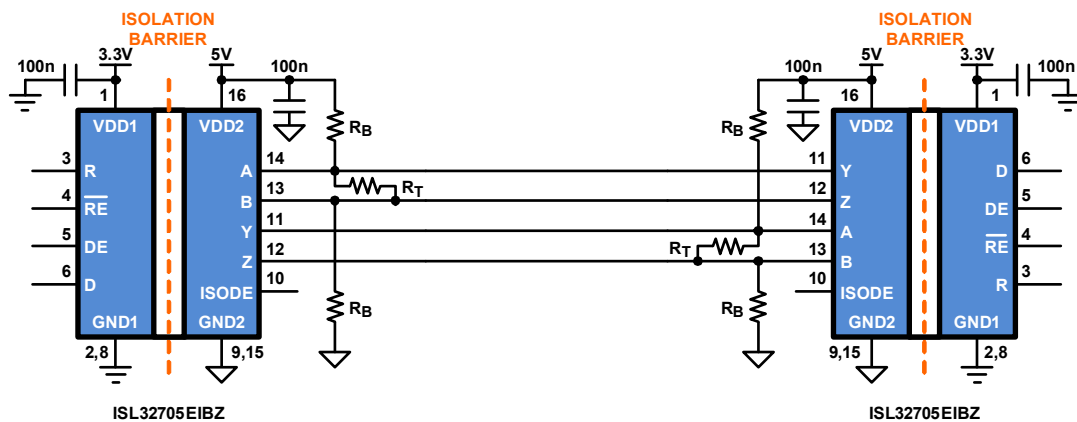 ISOLATION
BARRIER
ISOLATION
BARRIER
3.3V
5V
5V
3.3V
100n
100n
100n
100n
1
16
16
1
VDD1
VDD2
VDD2
VDD1
RB
RB
3
R
A
14
11
Y
D
6
4
RE
B
13
RT
12
Z
DE
5
5
DE
Y
11
14
A
RE
4
6
D
Z
12
RT
13
B
R
3
ISODE
10
10
ISODE
RB
RB
GND1
GND2
GND2
GND1
2,8
9,15
9,15
2,8
ISL32705EIBZ
ISL32705EIBZ